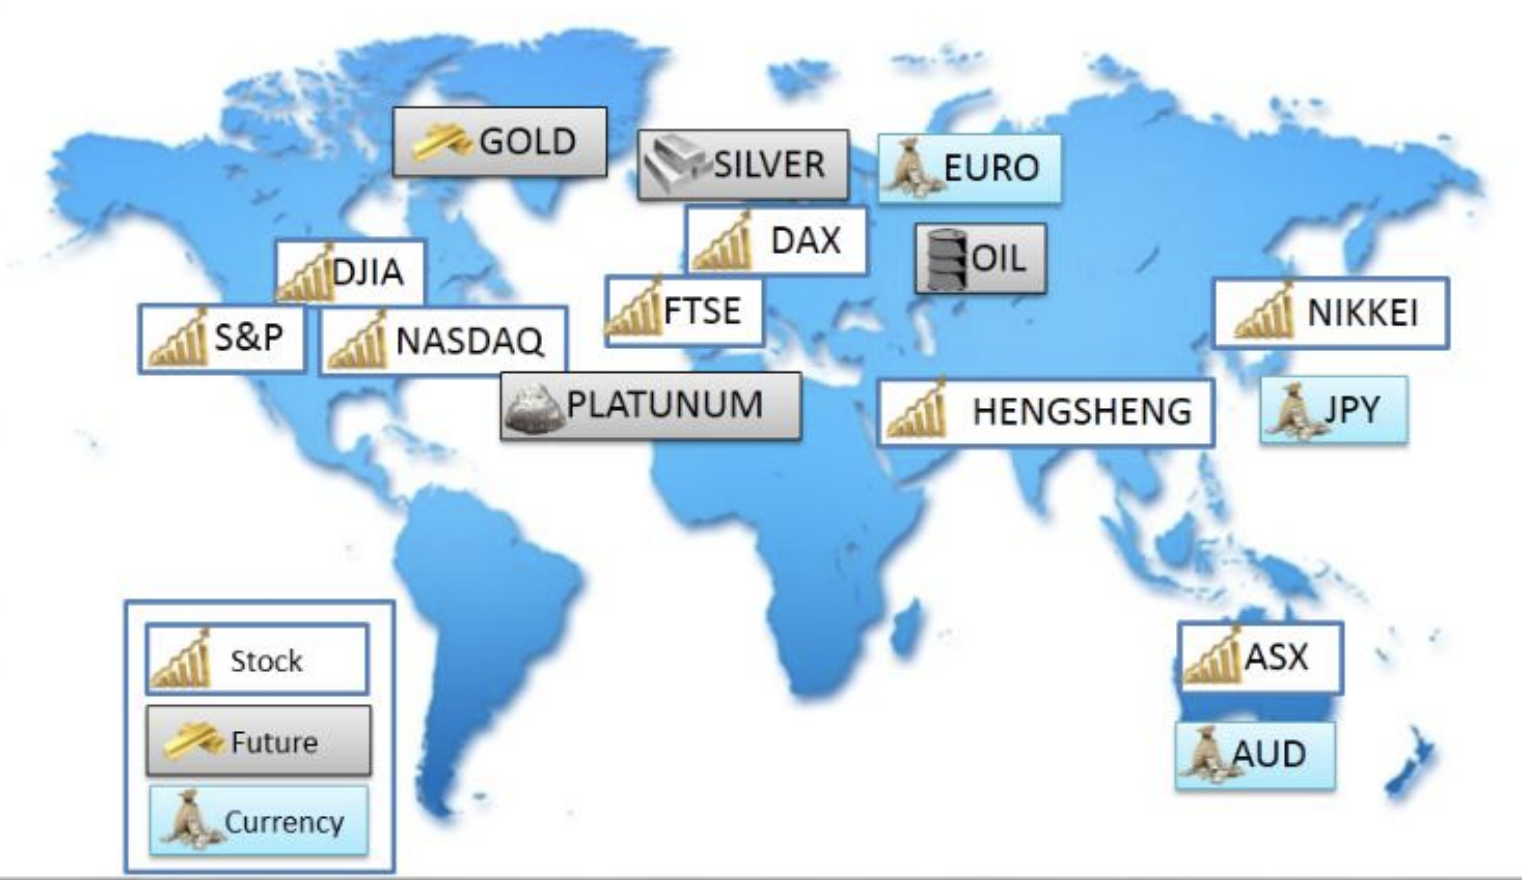 GOLD
SILVER
EURO
DAX
OIL
DJIA
FTSE
NIKKEI
S&P
NASDAQ
PLATUNUM
HENGSHENG
JPY
ASX
AUD
Stock
Future
Currency